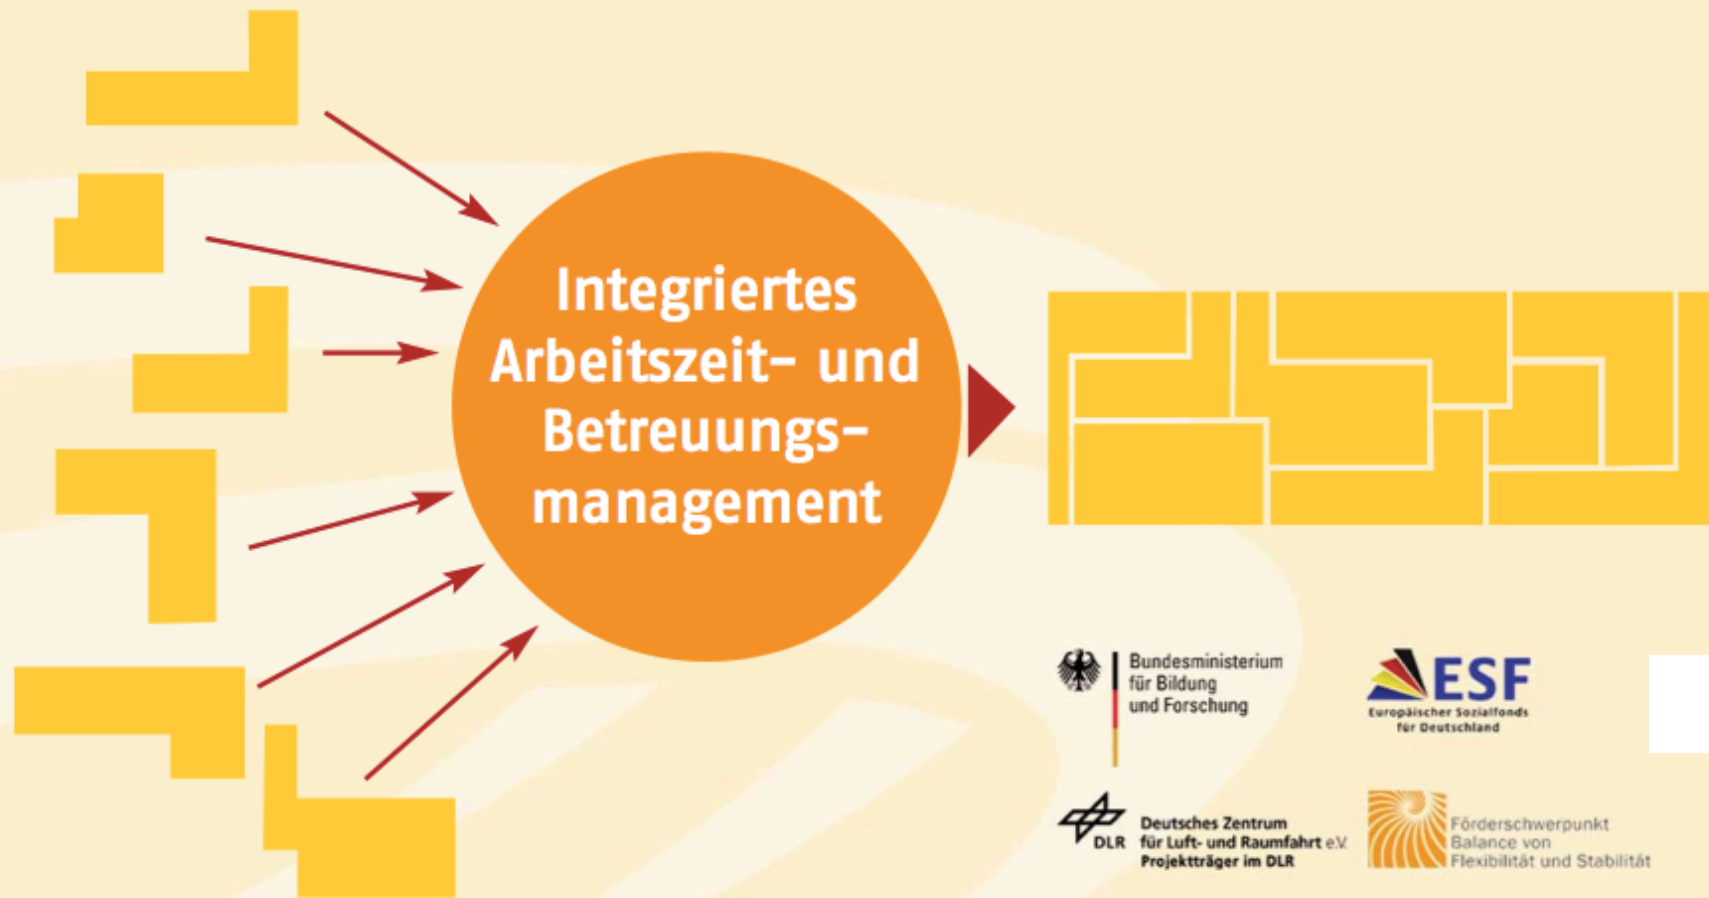 Integriertes
Arbeitszeit- und
Betreuungs-
management
Bundesministerium
für Bildung
und Forschung
ESF
Europäischer Sozialfonds
für Deutschland
DLR
Deutsches Zentrum
für Luft- und Raumfahrt e.V.
Projektträger im DLR
Förderschwerpunkt
Balance von
Flexibilität und Stabilität